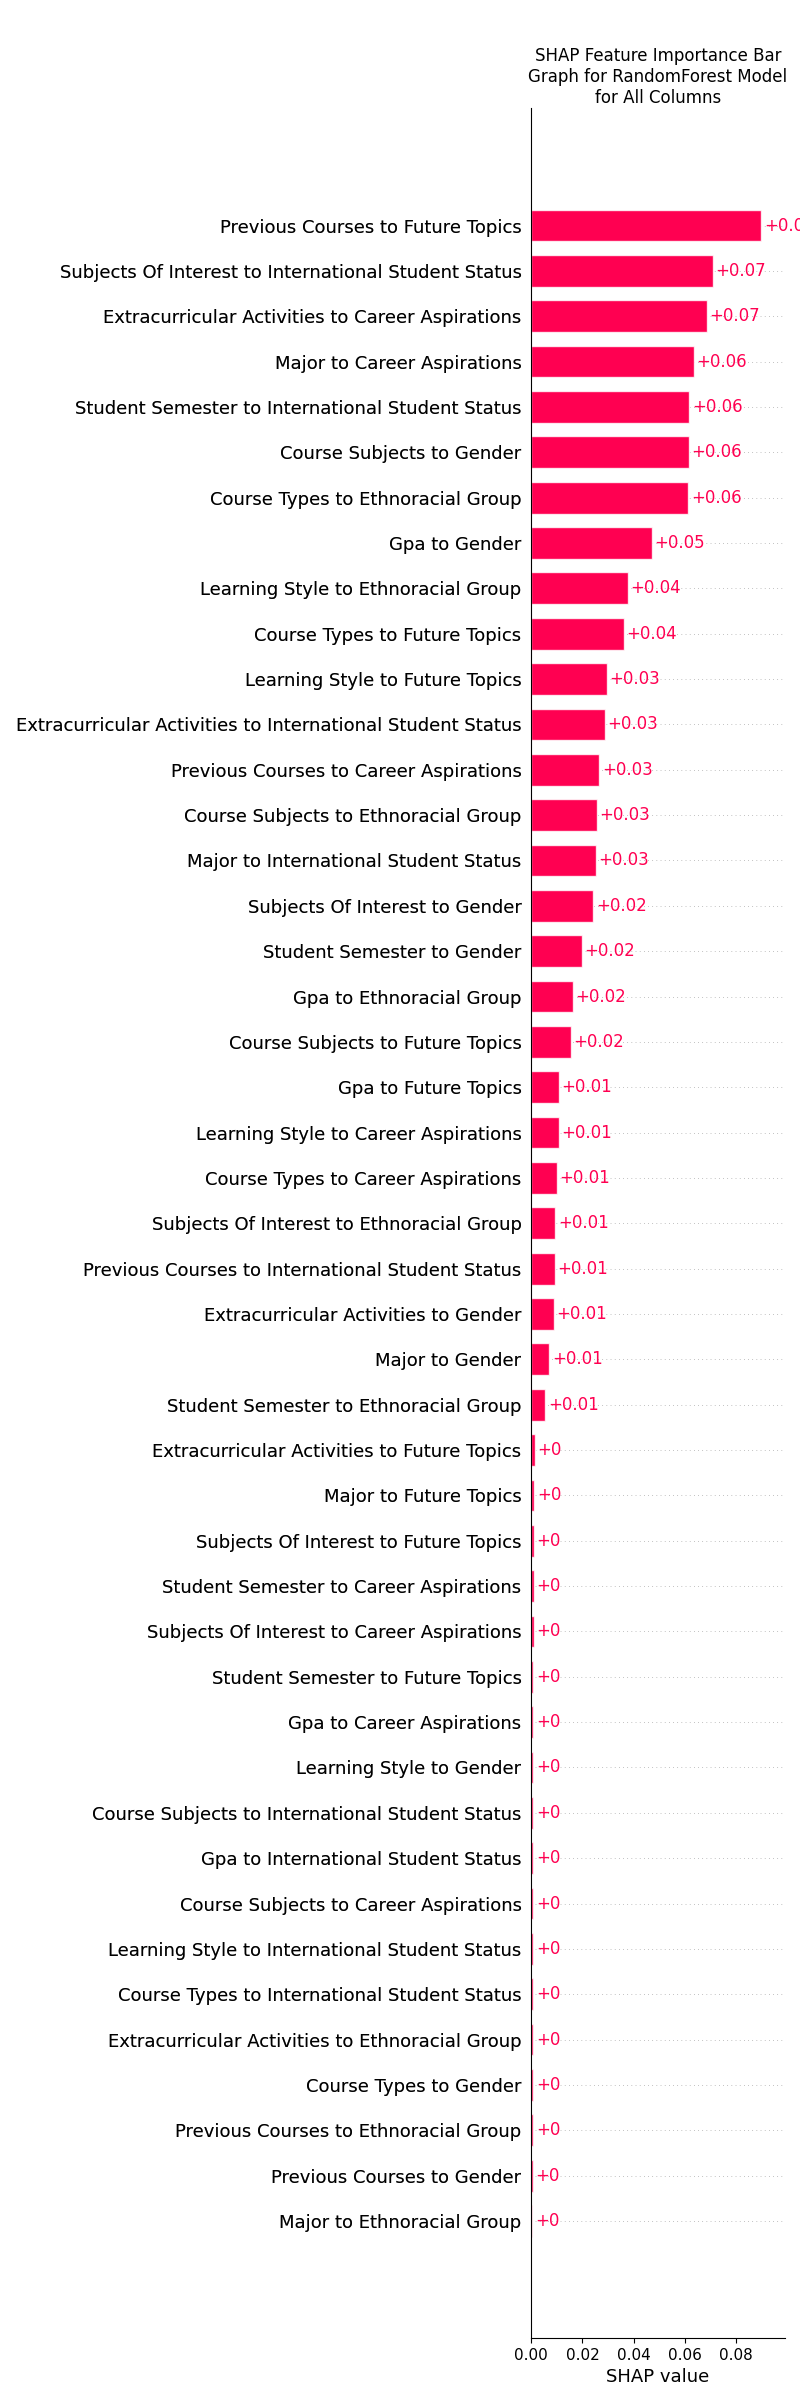 SHAP Feature Importance Bar
Graph for RandomForest Model
for All Columns
Previous Courses to Future Topics +0.0
Subjects Of Interest to International Student Status +0.07
Extracurricular Activities to Career Aspirations +0.07
Major to Career Aspirations +0.06
Student Semester to International Student Status +0.06
Course Subjects to Gender +0.06
Course Types to Ethnoracial Group +0.06
Gpa to Gender +0.05
Learning Style to Ethnoracial Group +0.04
Course Types to Future Topics +0.04
Learning Style to Future Topics +0.03
Extracurricular Activities to International Student Status +0.03
Previous Courses to Career Aspirations +0.03
Course Subjects to Ethnoracial Group +0.03
Major to International Student Status +0.03
Subjects Of Interest to Gender +0.02
Student Semester to Gender +0.02
Gpa to Ethnoracial Group +0.02
Course Subjects to Future Topics +0.02
Gpa to Future Topics +0.01
Learning Style to Career Aspirations +0.01
Course Types to Career Aspirations +0.01
Subjects Of Interest to Ethnoracial Group +0.01
Previous Courses to International Student Status +0.01
Extracurricular Activities to Gender +0.01
Major to Gender +0.01
Student Semester to Ethnoracial Group +0.01
Extracurricular Activities to Future Topics +0
Major to Future Topics +0
Subjects Of Interest to Future Topics +0
Student Semester to Career Aspirations +0
Subjects Of Interest to Career Aspirations +0
Student Semester to Future Topics +0
Gpa to Career Aspirations +0
Learning Style to Gender +0
Course Subjects to International Student Status +0
Gpa to International Student Status +0
Course Subjects to Career Aspirations +0
Learning Style to International Student Status +0
Course Types to International Student Status +0
Extracurricular Activities to Ethnoracial Group +0
Course Types to Gender +0
Previous Courses to Ethnoracial Group +0
Previous Courses to Gender +0
Major to Ethnoracial Group +0
0.00 0.02 0.04 0.06 0.08
SHAP value